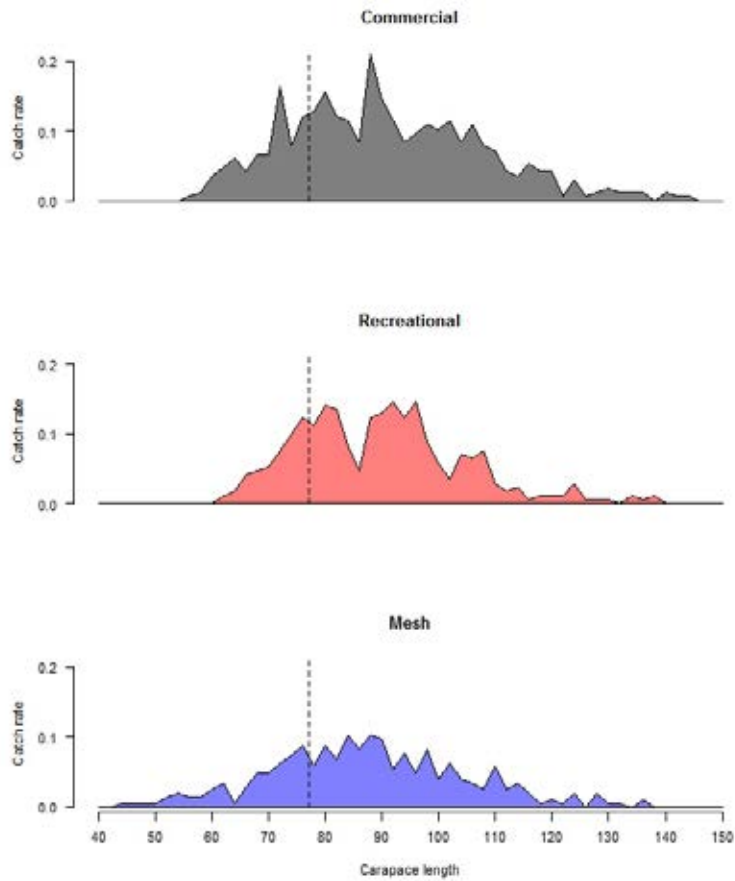 Commercial
0.2
0.1
0.0
Catch rate
Recreational
0.2
0.1
0.0
Catch rate
Mesh
0.2
0.1
0.0
Catch rate
40 50 60 70 80 90 100 110 120 130 140 150
Carapace length